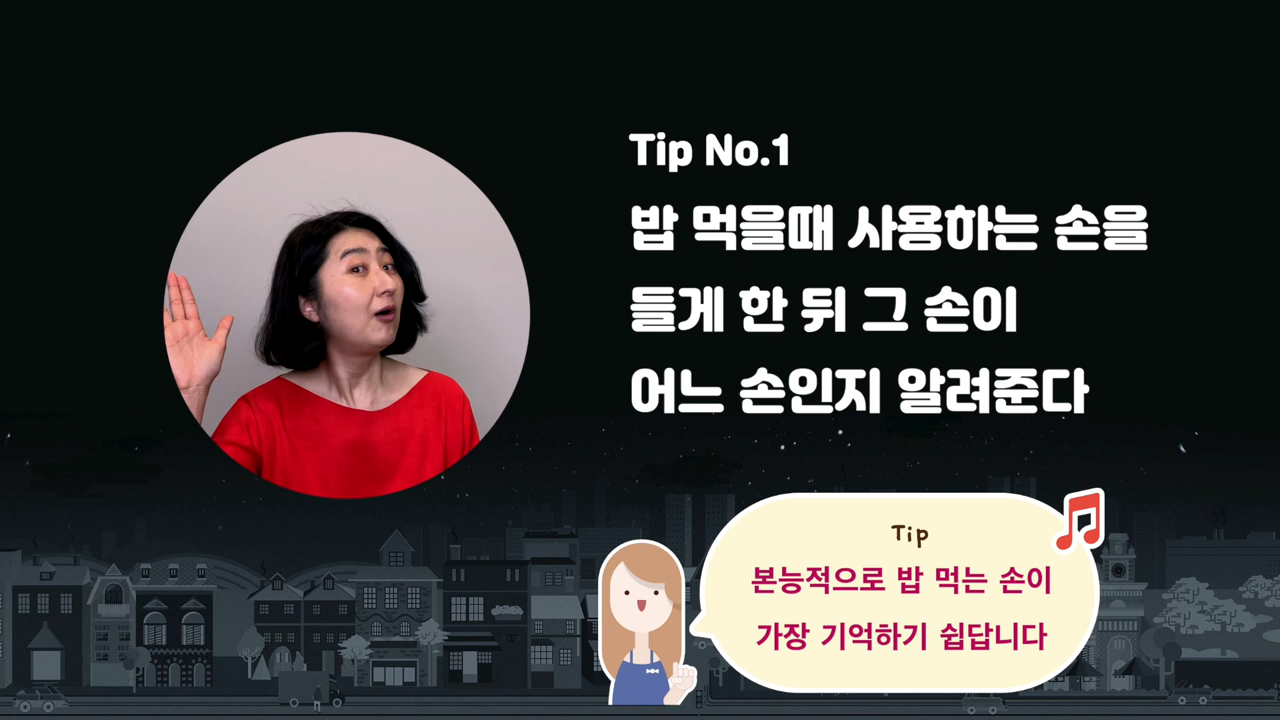 Tip No.1
밥 먹을때 사용하는 손을
들게 한 뒤 그 손이
어느 손인지 알려준다
Tip
본능적으로 밥 먹는 손이
가장 기억하기 쉽답니다